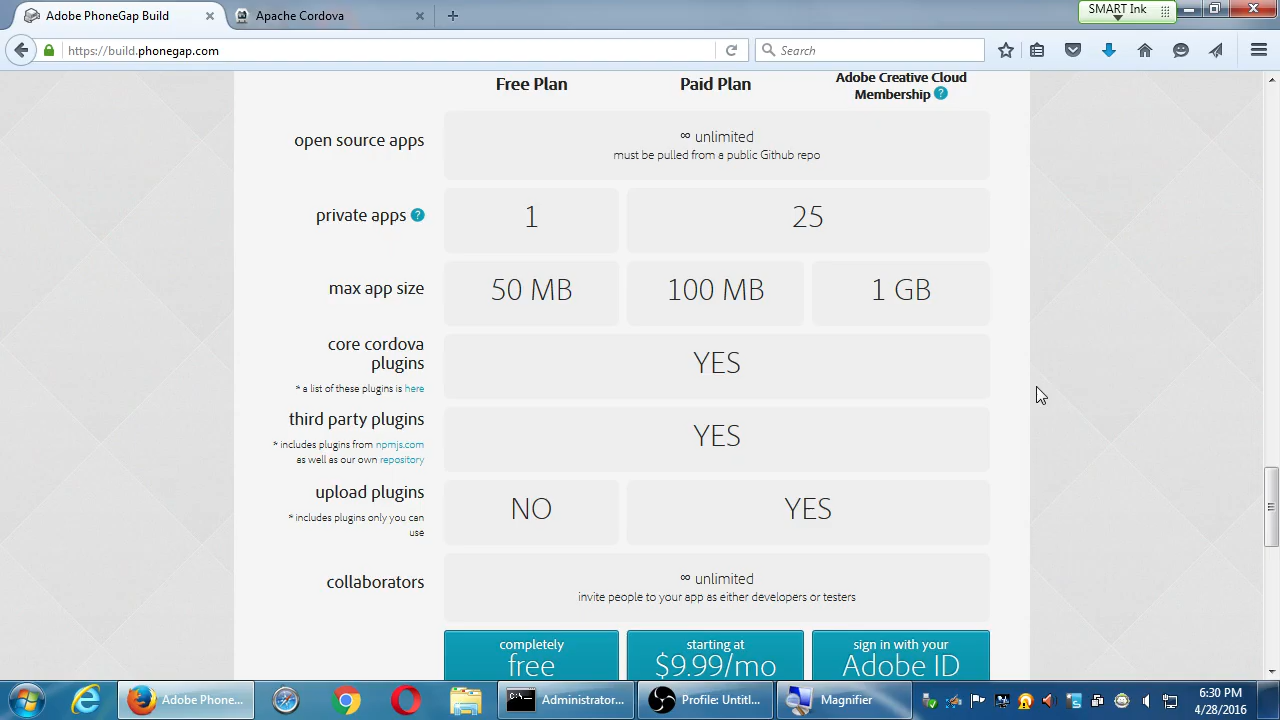 Adobe PhoneGap Build
Apache Cordova
SMART Ink
https://build.phonegap.com
Search
Free Plan
Paid Plan
Adobe Creative Cloud
Membership ?
open source apps
∞ unlimited
must be pulled from a public Github repo
private apps ?
1
25
max app size
50 MB
100 MB
1 GB
core cordova
plugins
* a list of these plugins is here
YES
third party plugins
* includes plugins from npmjs.com
as well as our own repository
YES
upload plugins
* includes plugins only you can
use
NO
YES
collaborators
∞ unlimited
invite people to your app as either developers or testers
completely
free
starting at
$9.99/mo
sign in with your
Adobe ID
Adobe Phone...
Administrator...
Profile: Untitl...
Magnifier
6:30 PM
4/28/2016